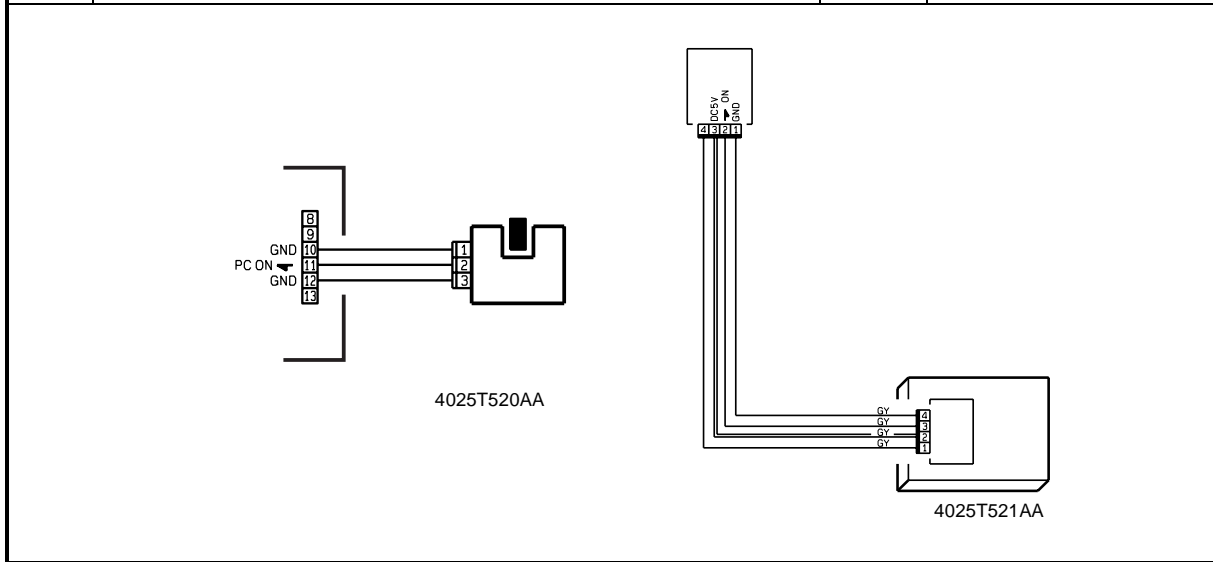 8
9
GND 10
PC ON 11
GND 12
13
1
2
3
4025T520AA
DC5V
ON
GND
4 3 2 1
GY 4
GY 3
GY 2
GY 1
4025T521AA